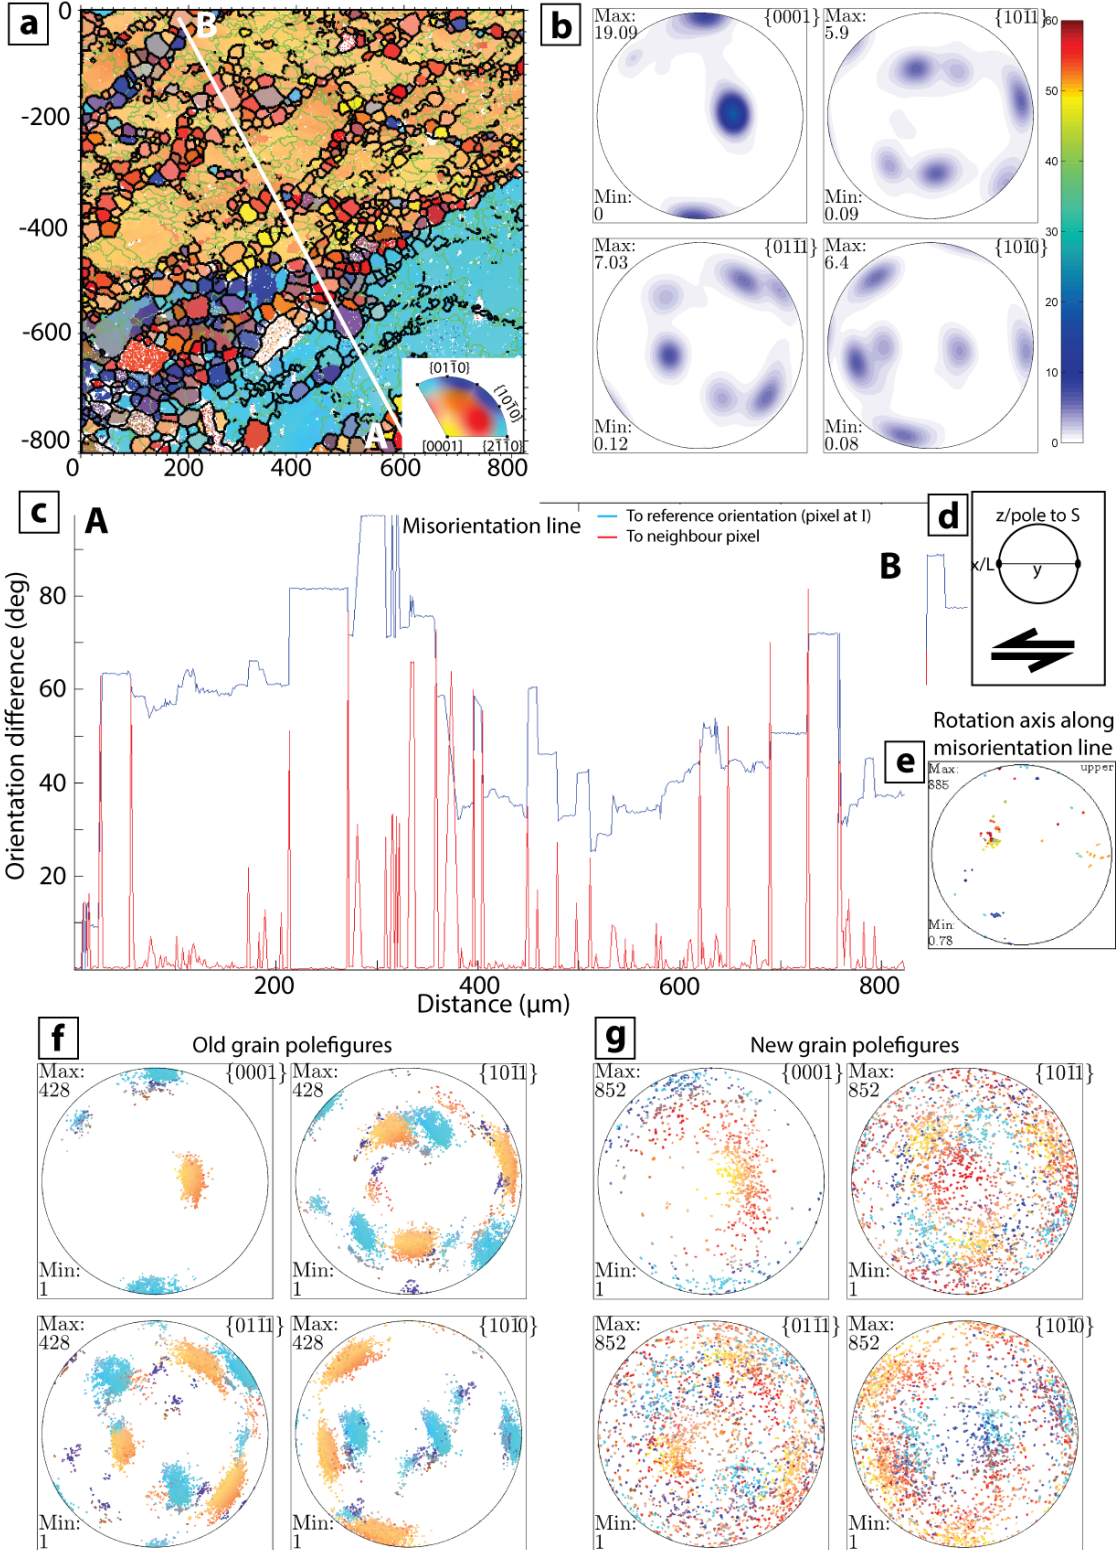 a
0
-200
-400
-600
-800
0
200
400
600
800
B
A
{011̄0}
{101̄0}
{0001}
{21̄1̄0}
b
Max:
19.09
{0001}
Min:
0
Max:
5.9
{101̄1}
Min:
0.09
Max:
7.03
{011̄1}
Min:
0.12
Max:
6.4
{101̄0}
Min:
0.08
60
50
40
30
20
10
0
c
A
Misorientation line
To reference orientation (pixel at I)
To neighbour pixel
B
Orientation difference (deg)
80
60
40
20
200
400
600
800
Distance (µm)
d
z/pole to S
x/L
y
Rotation axis along
misorientation line
e
Max:
885
upper
Min:
0.78
f
Old grain polefigures
Max:
428
{0001}
Min:
1
Max:
428
{101̄1}
Min:
1
Max:
428
{011̄1}
Min:
1
Max:
428
{101̄0}
Min:
1
g
New grain polefigures
Max:
852
{0001}
Min:
1
Max:
852
{101̄1}
Min:
1
Max:
852
{011̄1}
Min:
1
Max:
852
{101̄0}
Min:
1